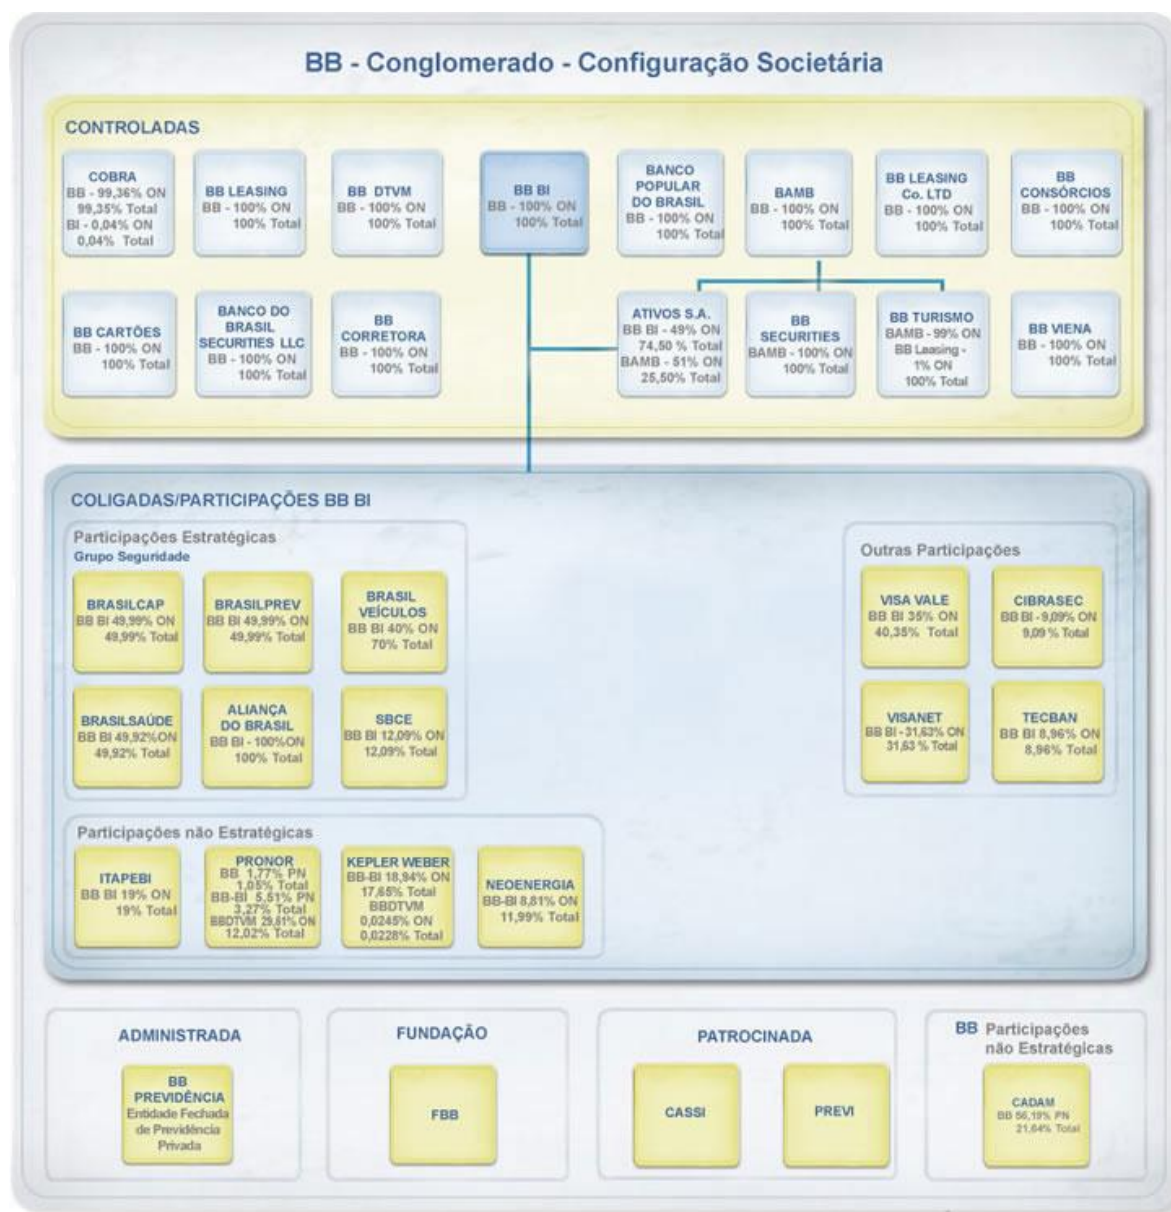 BB - Conglomerado - Configuração Societária
CONTROLADAS
COBRA
BB - 99,36% ON
99,35% Total
BI - 0,04% ON
0,04% Total
BB LEASING
BB - 100% ON
100% Total
BB DTVM
BB - 100% ON
100% Total
BB BI
BB - 100% ON
100% Total
BANCO
POPULAR
DO BRASIL
BB - 100% ON
100% Total
BAMB
BB - 100% ON
100% Total
BB LEASING
Co. LTD
BB - 100% ON
100% Total
BB
CONSÓRCIOS
BB - 100% ON
100% Total
BB CARTÕES
BB - 100% ON
100% Total
BANCO DO
BRASIL
SECURITIES LLC
BB - 100% ON
100% Total
BB
CORRETORA
BB - 100% ON
100% Total
ATIVOS S.A.
BB BI - 49% ON
74,50 % Total
BAMB - 51% ON
25,50% Total
BB
SECURITIES
BAMB - 100% ON
100% Total
BB TURISMO
BAMB - 99% ON
BB Leasing -
1% ON
100% Total
BB VIENA
BB - 100% ON
100% Total
COLIGADAS/PARTICIPAÇÕES BB BI
Participações Estratégicas
Grupo Seguridade
BRASILCAP
BB BI 49,99% ON
49,99% Total
BRASILPREV
BB BI 49,99% ON
49,99% Total
BRASIL
VEÍCULOS
BB BI 40% ON
70% Total
BRASILSAÚDE
BB BI 49,92%ON
49,92% Total
ALIANÇA
DO BRASIL
BB BI - 100%ON
100% Total
SBCE
BB BI 12,09% ON
12,09% Total
Outras Participações
VISA VALE
BB BI 35% ON
40,35% Total
CIBRASEC
BB BI - 9,09% ON
9,09 % Total
VISANET
BB BI - 31,63% ON
31,63 % Total
TECBAN
BB BI 8,96% ON
8,96% Total
Participações não Estratégicas
ITAPEBI
BB BI 19% ON
19% Total
PRONOR
BB 1,77% PN
1,05% Total
BB-BI 5,51% PN
3,27% Total
BBDTVM 29,61% ON
12,02% Total
KEPLER WEBER
BB-BI 18,94% ON
17,65% Total
BBDTVM
0,0245% ON
0,0228% Total
NEOENERGIA
BB-BI 8,81% ON
11,99% Total
ADMINISTRADA
BB
PREVIDÊNCIA
Entidade Fechada
de Previdência
Privada
FUNDAÇÃO
FBB
PATROCINADA
CASSI
PREVI
BB Participações
não Estratégicas
CADAM
BB 56,19% PN
21,64% Total